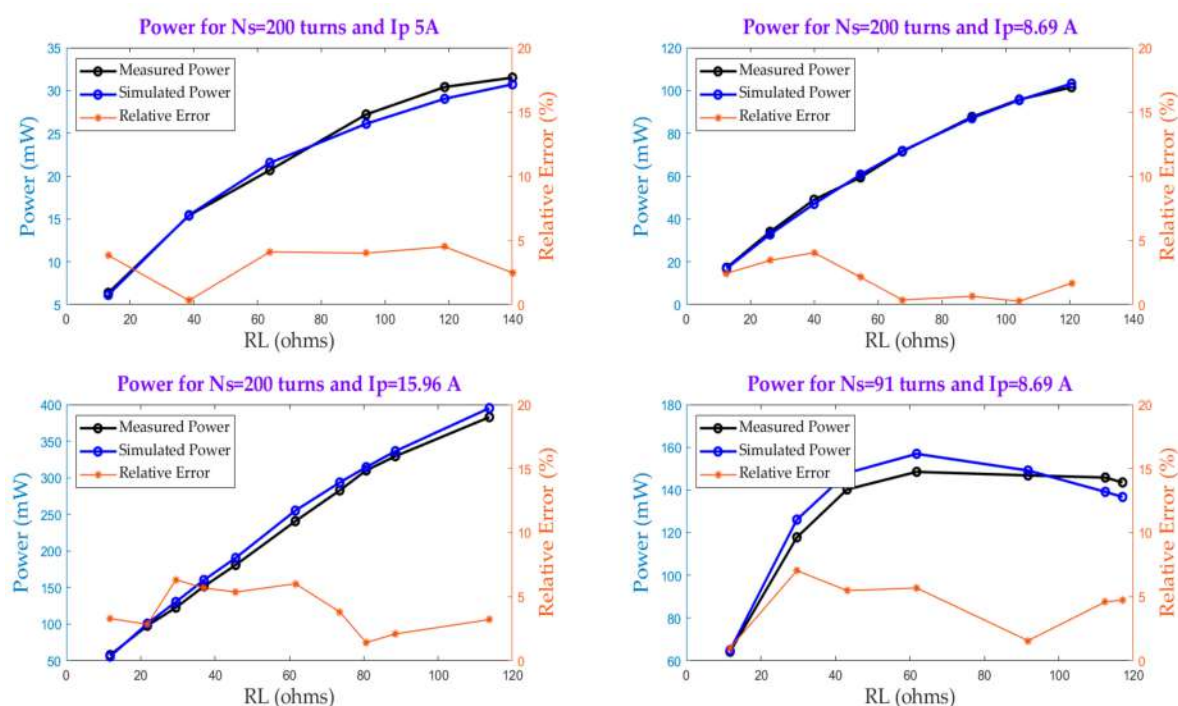 Power for Ns=200 turns and Ip 5A
35
30
25
20
15
10
5
Power (mW)
Measured Power
Simulated Power
Relative Error
20
15
10
5
0
Relative Error (%)
0 20 40 60 80 100 120 140
RL (ohms)
Power for Ns=200 turns and Ip=8.69 A
120
100
80
60
40
20
0
Power (mW)
Measured Power
Simulated Power
Relative Error
20
15
10
5
0
Relative Error (%)
0 20 40 60 80 100 120 140
RL (ohms)
Power for Ns=200 turns and Ip=15.96 A
400
350
300
250
200
150
100
50
Power (mW)
Measured Power
Simulated Power
Relative Error
20
15
10
5
0
Relative Error (%)
0 20 40 60 80 100 120
RL (ohms)
Power for Ns=91 turns and Ip=8.69 A
180
160
140
120
100
80
60
Power (mW)
Measured Power
Simulated Power
Relative Error
20
15
10
5
0
Relative Error (%)
0 20 40 60 80 100 120
RL (ohms)